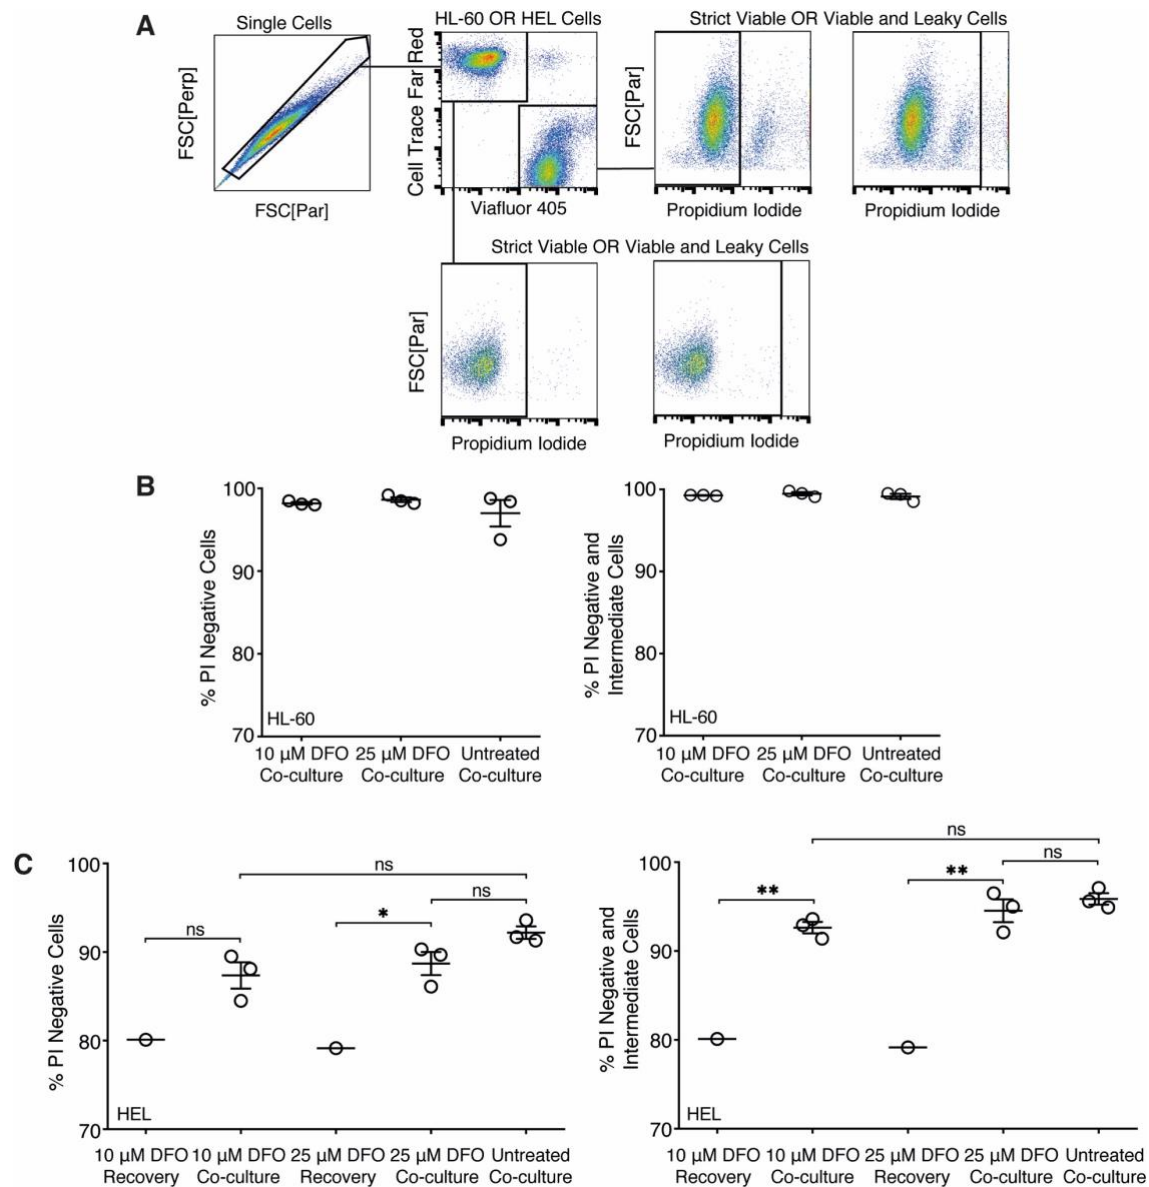 A
Single Cells
FSC[Perp]
FSC[Par]
HL-60 OR HEL Cells
Cell Trace Far Red
Viafluor 405
Strict Viable OR Viable and Leaky Cells
FSC[Par]
Propidium Iodide
Propidium Iodide
Strict Viable OR Viable and Leaky Cells
FSC[Par]
Propidium Iodide
Propidium Iodide
B
% PI Negative Cells
100
90
80
70
HL-60
10 µM DFO
Co-culture
25 µM DFO
Co-culture
Untreated
Co-culture
% PI Negative and
Intermediate Cells
100
90
80
70
HL-60
10 µM DFO
Co-culture
25 µM DFO
Co-culture
Untreated
Co-culture
C
% PI Negative Cells
100
90
80
70
ns
ns
*
ns
HEL
10 µM DFO
Recovery
10 µM DFO
Co-culture
25 µM DFO
Recovery
25 µM DFO
Co-culture
Untreated
Co-culture
% PI Negative and
Intermediate Cells
100
90
80
70
ns
ns
**
**
HEL
10 µM DFO
Recovery
10 µM DFO
Co-culture
25 µM DFO
Recovery
25 µM DFO
Co-culture
Untreated
Co-culture